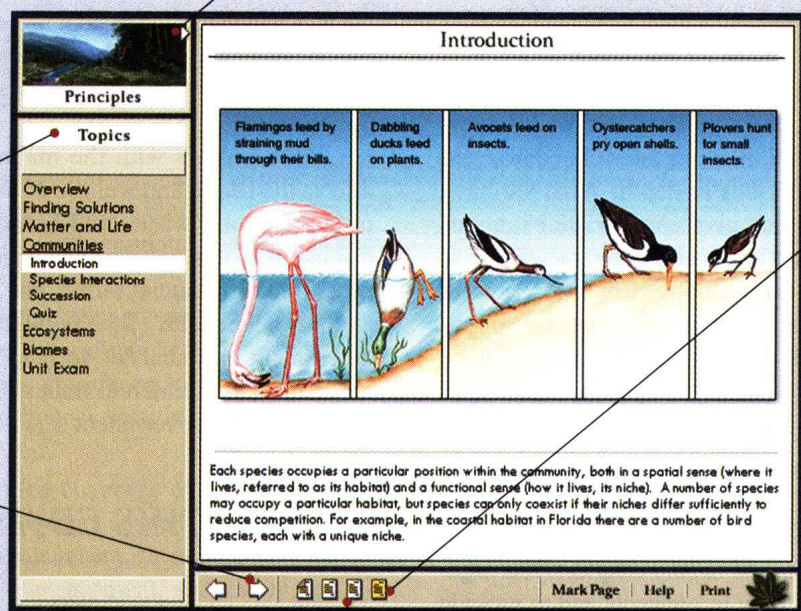 Principles
Topics
Overview
Finding Solutions
Matter and Life
Communities
Introduction
Species Interactions
Succession
Quiz
Ecosystems
Biomes
Unit Exam
Introduction
Flamingos feed by
straining mud
through their bills.
Dabbling
ducks feed
on plants.
Avocets feed on
insects.
Oystercatchers
pry open shells.
Plovers hunt
for small
insects.
Each species occupies a particular position within the community, both in a spatial sense (where it
lives, referred to as its habitat) and a functional sense (how it lives, its niche). A number of species
may occupy a particular habitat, but species can only coexist if their niches differ sufficiently to
reduce competition. For example, in the coastal habitat in Florida there are a number of bird
species, each with a unique niche.
Mark Page | Help | Print